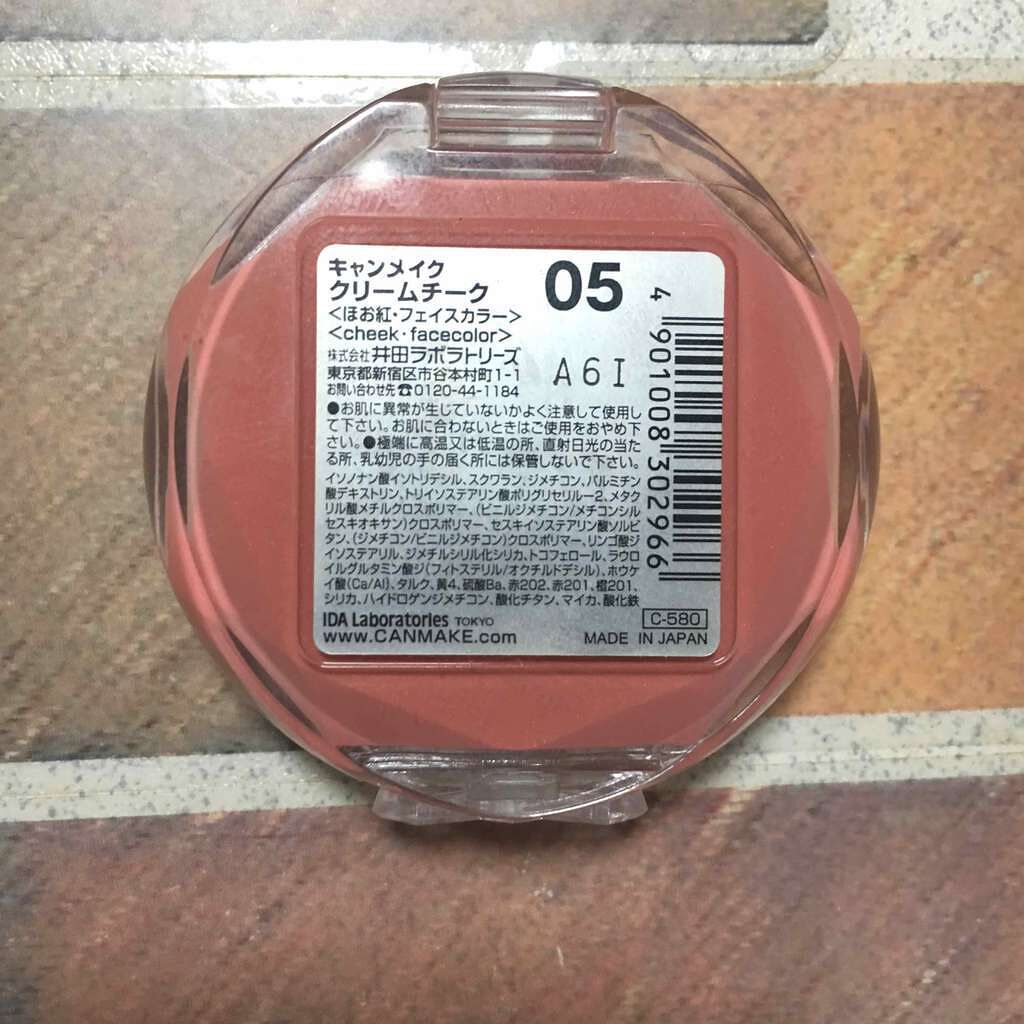 キャンメイク
クリームチーク
05
<ほお紅・フェイスカラー>
<cheek・facecolor>
株式会社 井田ラボラトリーズ
東京都新宿区市谷本村町1-1
お問い合わせ先☎0120-44-1184
A6I
●お肌に異常が生じていないかよく注意して使用し
て下さい。お肌に合わないときはご使用をおやめ下
さい。●極端に高温又は低温の所、直射日光の当た
る所、乳幼児の手の届く所には保管しないで下さい。
イソノナン酸イソトリデシル、スクワラン、ジメチコン、パルミチン
酸デキストリン、トリイソステアリン酸ポリグリセリル-2、メタク
リル酸メチルクロスポリマー、(ビニルジメチコン/メチコンシル
セスキオキサン)クロスポリマー、セスキイソステアリン酸ソルビ
タン、(ジメチコン/ビニルジメチコン)クロスポリマー、リンゴ酸ジ
イソステアリル、ジメチルシリル化シリカ、トコフェロール、ラウロ
イルグルタミン酸ジ(フィトステリル/オクチルドデシル)、ホウケ
イ酸(Ca/Al)、タルク、黄4、硫酸Ba、赤202、赤201、橙201、
シリカ、ハイドロゲンジメチコン、酸化チタン、マイカ、酸化鉄
IDA Laboratories TOKYO
www.CANMAKE.com
C-580
MADE IN JAPAN
4 901008 302966